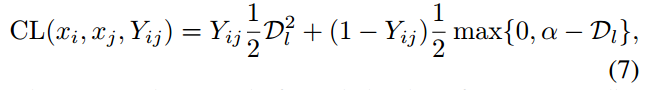 CL(x_i, x_j, Y_{ij}) = Y_{ij} \frac{1}{2} \mathcal{D}_l^2 + (1 − Y_{ij}) \frac{1}{2} max{0, α − \mathcal{D}_l},
(7)